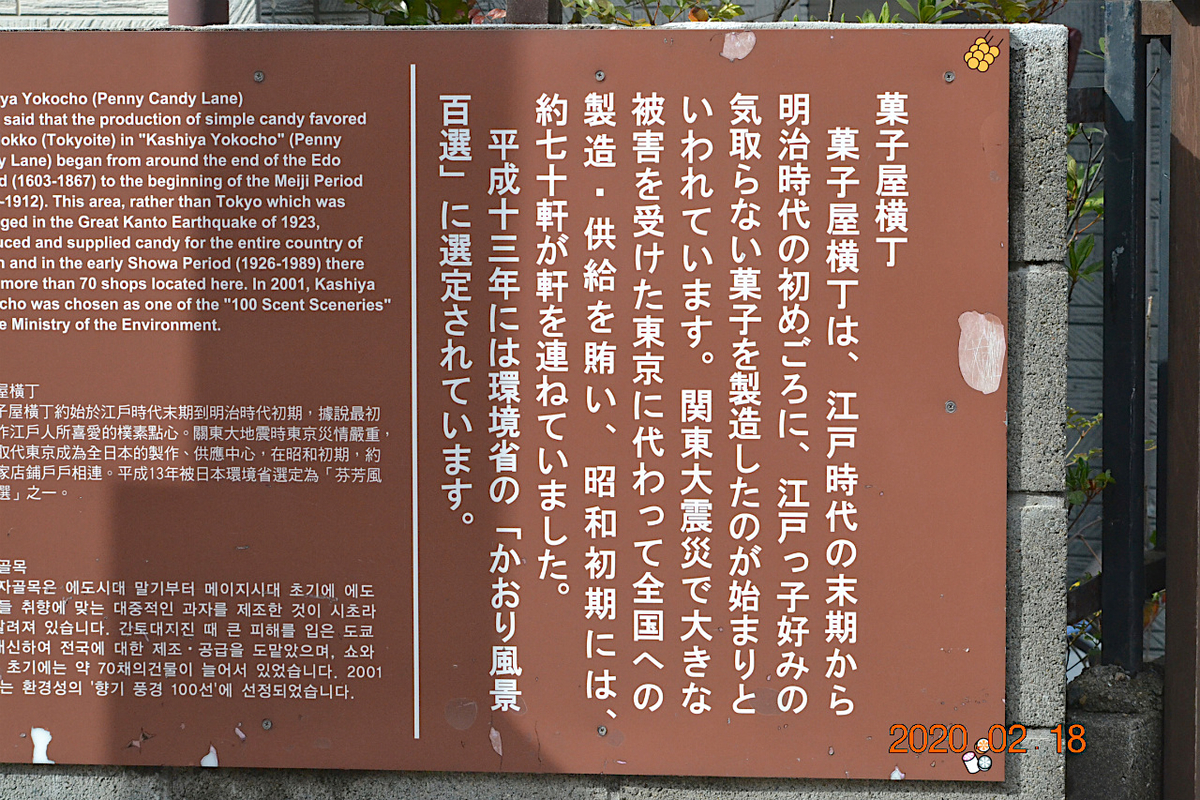 菓子屋横丁
菓子屋横丁は、江戸時代の末期から
明治時代の初めごろに、江戸っ子好みの
気取らない菓子を製造したのが始まりと
いわれています。関東大震災で大きな
被害を受けた東京に代わって全国への
製造・供給を賄い、昭和初期には、
約七十軒が軒を連ねていました。
平成十三年には環境省の「かおり風景
百選」に選定されています。
ya Yokocho (Penny Candy Lane)
said that the production of simple candy favored
okko (Tokyoite) in "Kashiya Yokocho" (Penny
y Lane) began from around the end of the Edo
d (1603-1867) to the beginning of the Meiji Period
-1912). This area, rather than Tokyo which was
ged in the Great Kanto Earthquake of 1923,
uced and supplied candy for the entire country of
n and in the early Showa Period (1926-1989) there
more than 70 shops located here. In 2001, Kashiya
cho was chosen as one of the "100 Scent Sceneries"
e Ministry of the Environment.
屋橫丁
子屋橫丁約始於江戶時代末期到明治時代初期，據說最初
作江戶人所喜愛的樸素點心。關東大地震時東京災情嚴重，
取代東京成為全日本的製作、供應中心，在昭和初期，約
家店鋪戶戶相連。平成13年被日本環境省選定為「芬芳風
選」之一。
골목
자골목은 에도시대 말기부터 메이지시대 초기에 에도
들 취향에 맞는 대중적인 과자를 제조한 것이 시초라
알려져 있습니다. 간토대지진 때 큰 피해를 입은 도쿄
대신하여 전국에 대한 제조・공급을 도맡았으며, 쇼와
초기에는 약 70채의건물이 늘어서 있었습니다. 2001
는 환경성의 '향기 풍경 100선'에 선정되었습니다.
2020 02 18